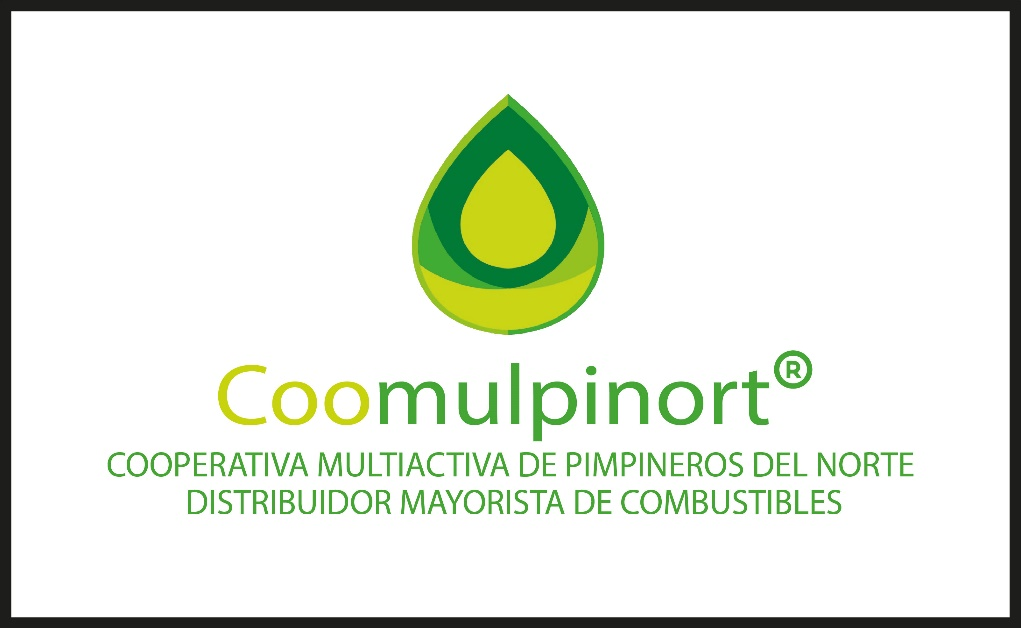 Coomulpinort®
COOPERATIVA MULTIACTIVA DE PIMPINEROS DEL NORTE
DISTRIBUIDOR MAYORISTA DE COMBUSTIBLES